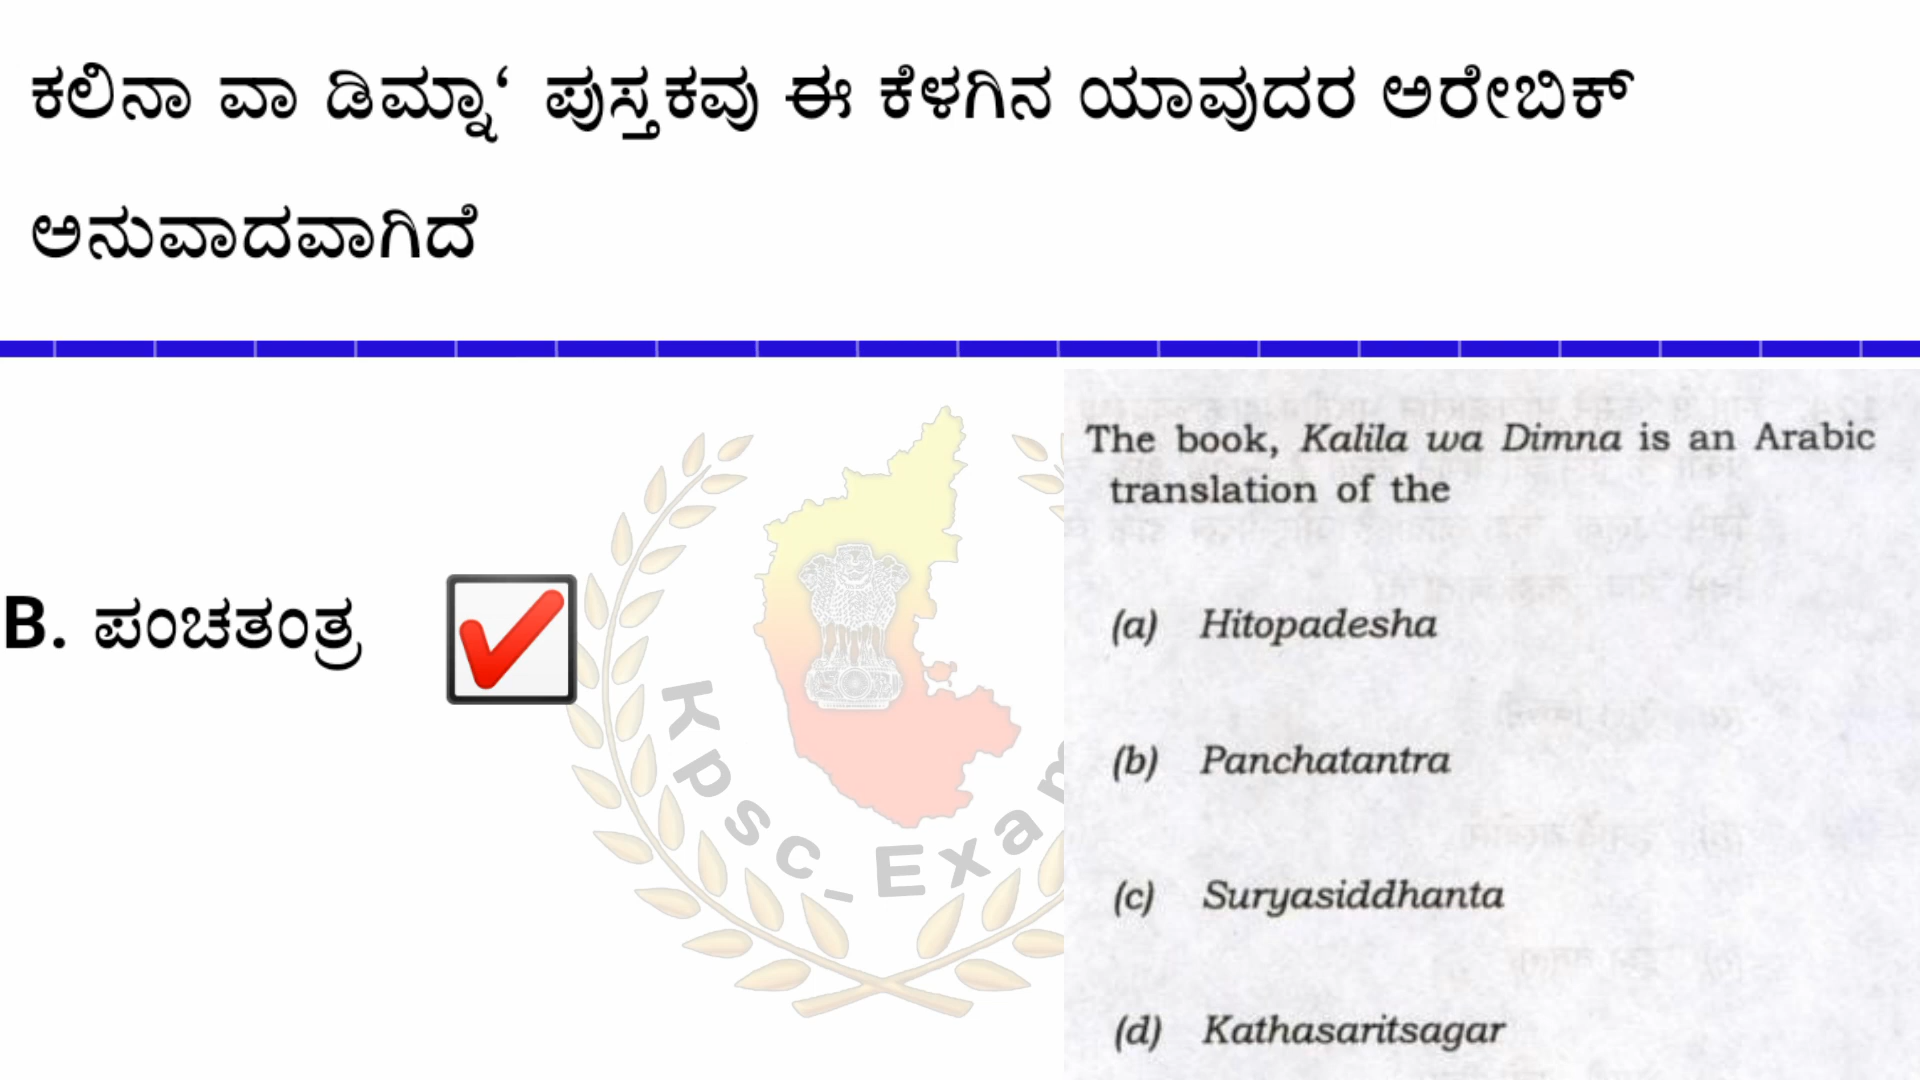 ಕಲಿನಾ ವಾ ಡಿಮ್ನಾ‘ ಪುಸ್ತಕವು ಈ ಕೆಳಗಿನ ಯಾವುದರ ಅರೇಬಿಕ್
ಅನುವಾದವಾಗಿದೆ
B. ಪಂಚತಂತ್ರ
Kpsc_Exam
The book, Kalila wa Dimna is an Arabic
translation of the
(a) Hitopadesha
(b) Panchatantra
(c) Suryasiddhanta
(d) Kathasaritsagar